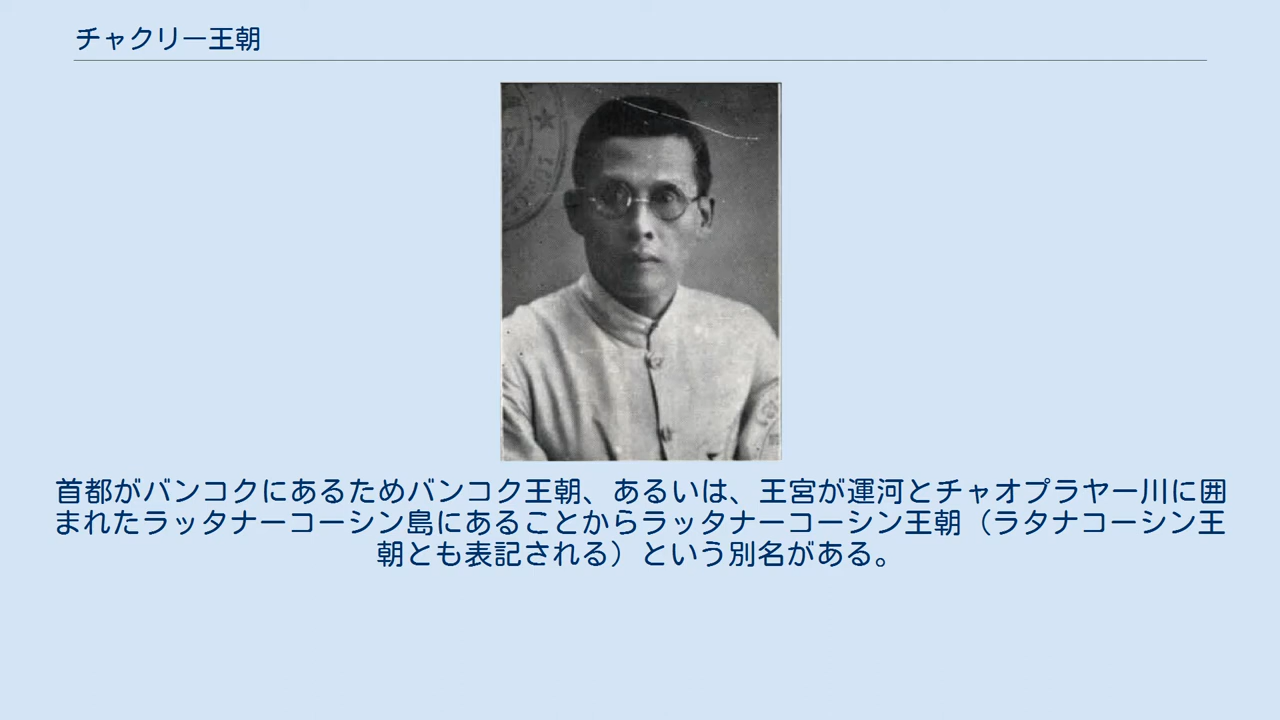 チャクリー王朝
首都がバンコクにあるためバンコク王朝、あるいは、王宮が運河とチャオプラヤー川に囲
まれたラッタナーコーシン島にあることからラッタナーコーシン王朝（ラタナコーシン王
朝とも表記される）という別名がある。